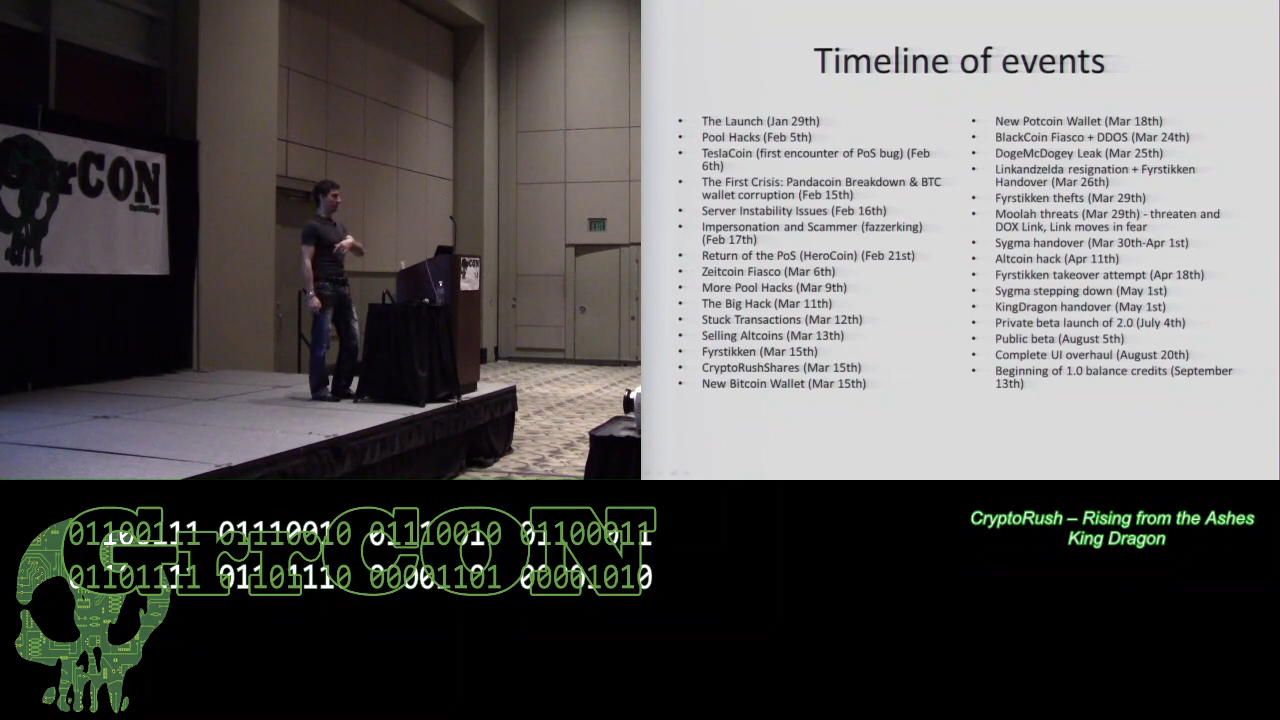 GrrCON
EXIT
Timeline of events
• The Launch (Jan 29th)
• Pool Hacks (Feb 5th)
• TeslaCoin (first encounter of PoS bug) (Feb
6th)
• The First Crisis: Pandacoin Breakdown & BTC
wallet corruption (Feb 15th)
• Server Instability Issues (Feb 16th)
• Impersonation and Scammer (fazzerking)
(Feb 17th)
• Return of the PoS (HeroCoin) (Feb 21st)
• Zeitcoin Fiasco (Mar 6th)
• More Pool Hacks (Mar 9th)
• The Big Hack (Mar 11th)
• Stuck Transactions (Mar 12th)
• Selling Altcoins (Mar 13th)
• Fyrstikken (Mar 15th)
• CryptoRushShares (Mar 15th)
• New Bitcoin Wallet (Mar 15th)
• New Potcoin Wallet (Mar 18th)
• BlackCoin Fiasco + DDOS (Mar 24th)
• DogeMcDogey Leak (Mar 25th)
• Linkandzelda resignation + Fyrstikken
Handover (Mar 26th)
• Fyrstikken thefts (Mar 29th)
• Moolah threats (Mar 29th) - threaten and
DOX Link, Link moves in fear
• Sygma handover (Mar 30th-Apr 1st)
• Altcoin hack (Apr 11th)
• Fyrstikken takeover attempt (Apr 18th)
• Sygma stepping down (May 1st)
• KingDragon handover (May 1st)
• Private beta launch of 2.0 (July 4th)
• Public beta (August 5th)
• Complete UI overhaul (August 20th)
• Beginning of 1.0 balance credits (September
13th)
GrrCON
01100111 01110010 01110010 01100011
01101111 01101110 00001101 00001010
CryptoRush – Rising from the Ashes
King Dragon